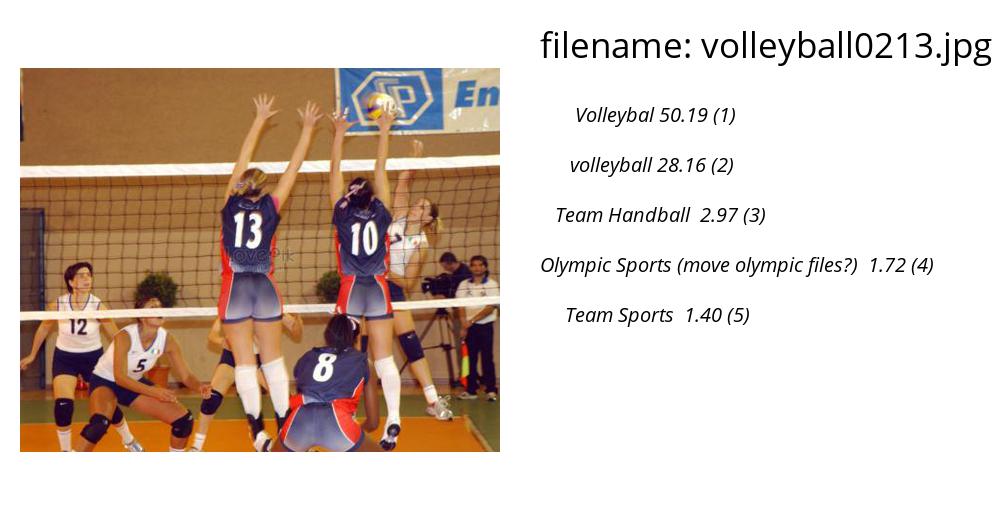 filename: volleyball0213.jpg
Volleybal 50.19 (1)
volleyball 28.16 (2)
Team Handball 2.97 (3)
Olympic Sports (move olympic files?) 1.72 (4)
Team Sports 1.40 (5)
En
13
10
12
5
8